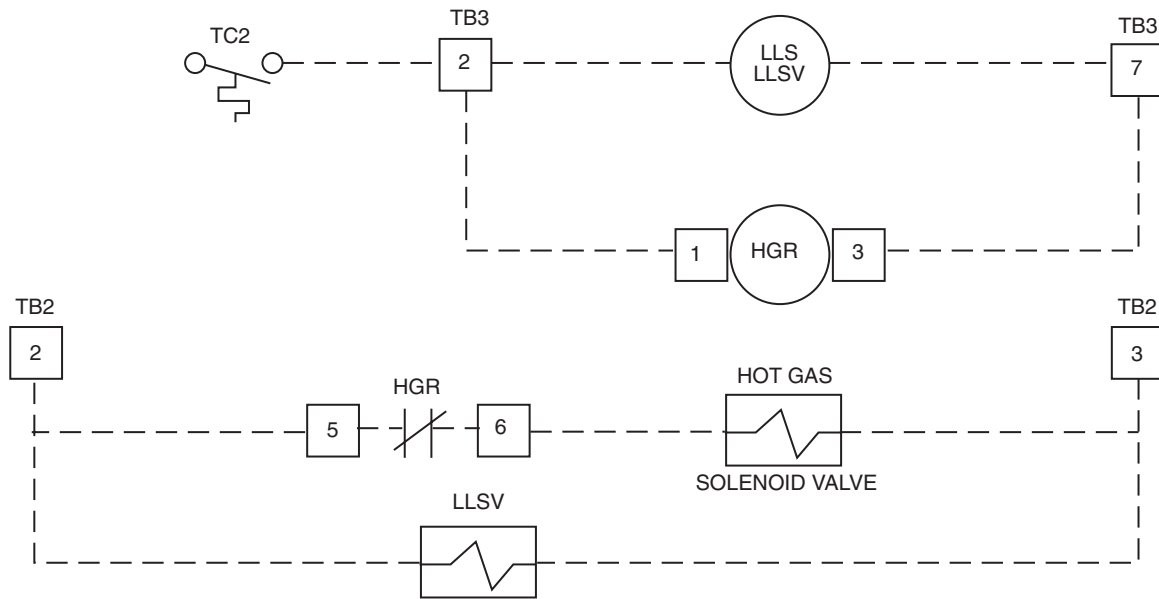 TC2
TB3
2
LLS
LLSV
TB3
7
1
HGR
3
TB2
2
TB2
3
HGR
5
6
HOT GAS
SOLENOID VALVE
LLSV